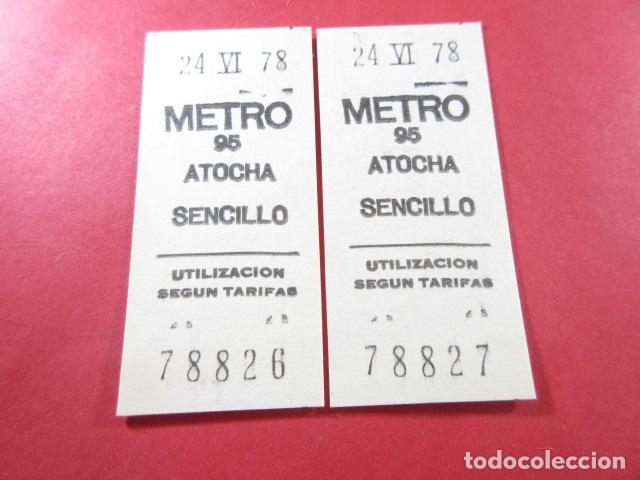 24 VI 78
METRO
95
ATOCHA
SENCILLO
UTILIZACION
SEGUN TARIFAS
78826
24 VI 78
METRO
95
ATOCHA
SENCILLO
UTILIZACION
SEGUN TARIFAS
78827
todocoleccion